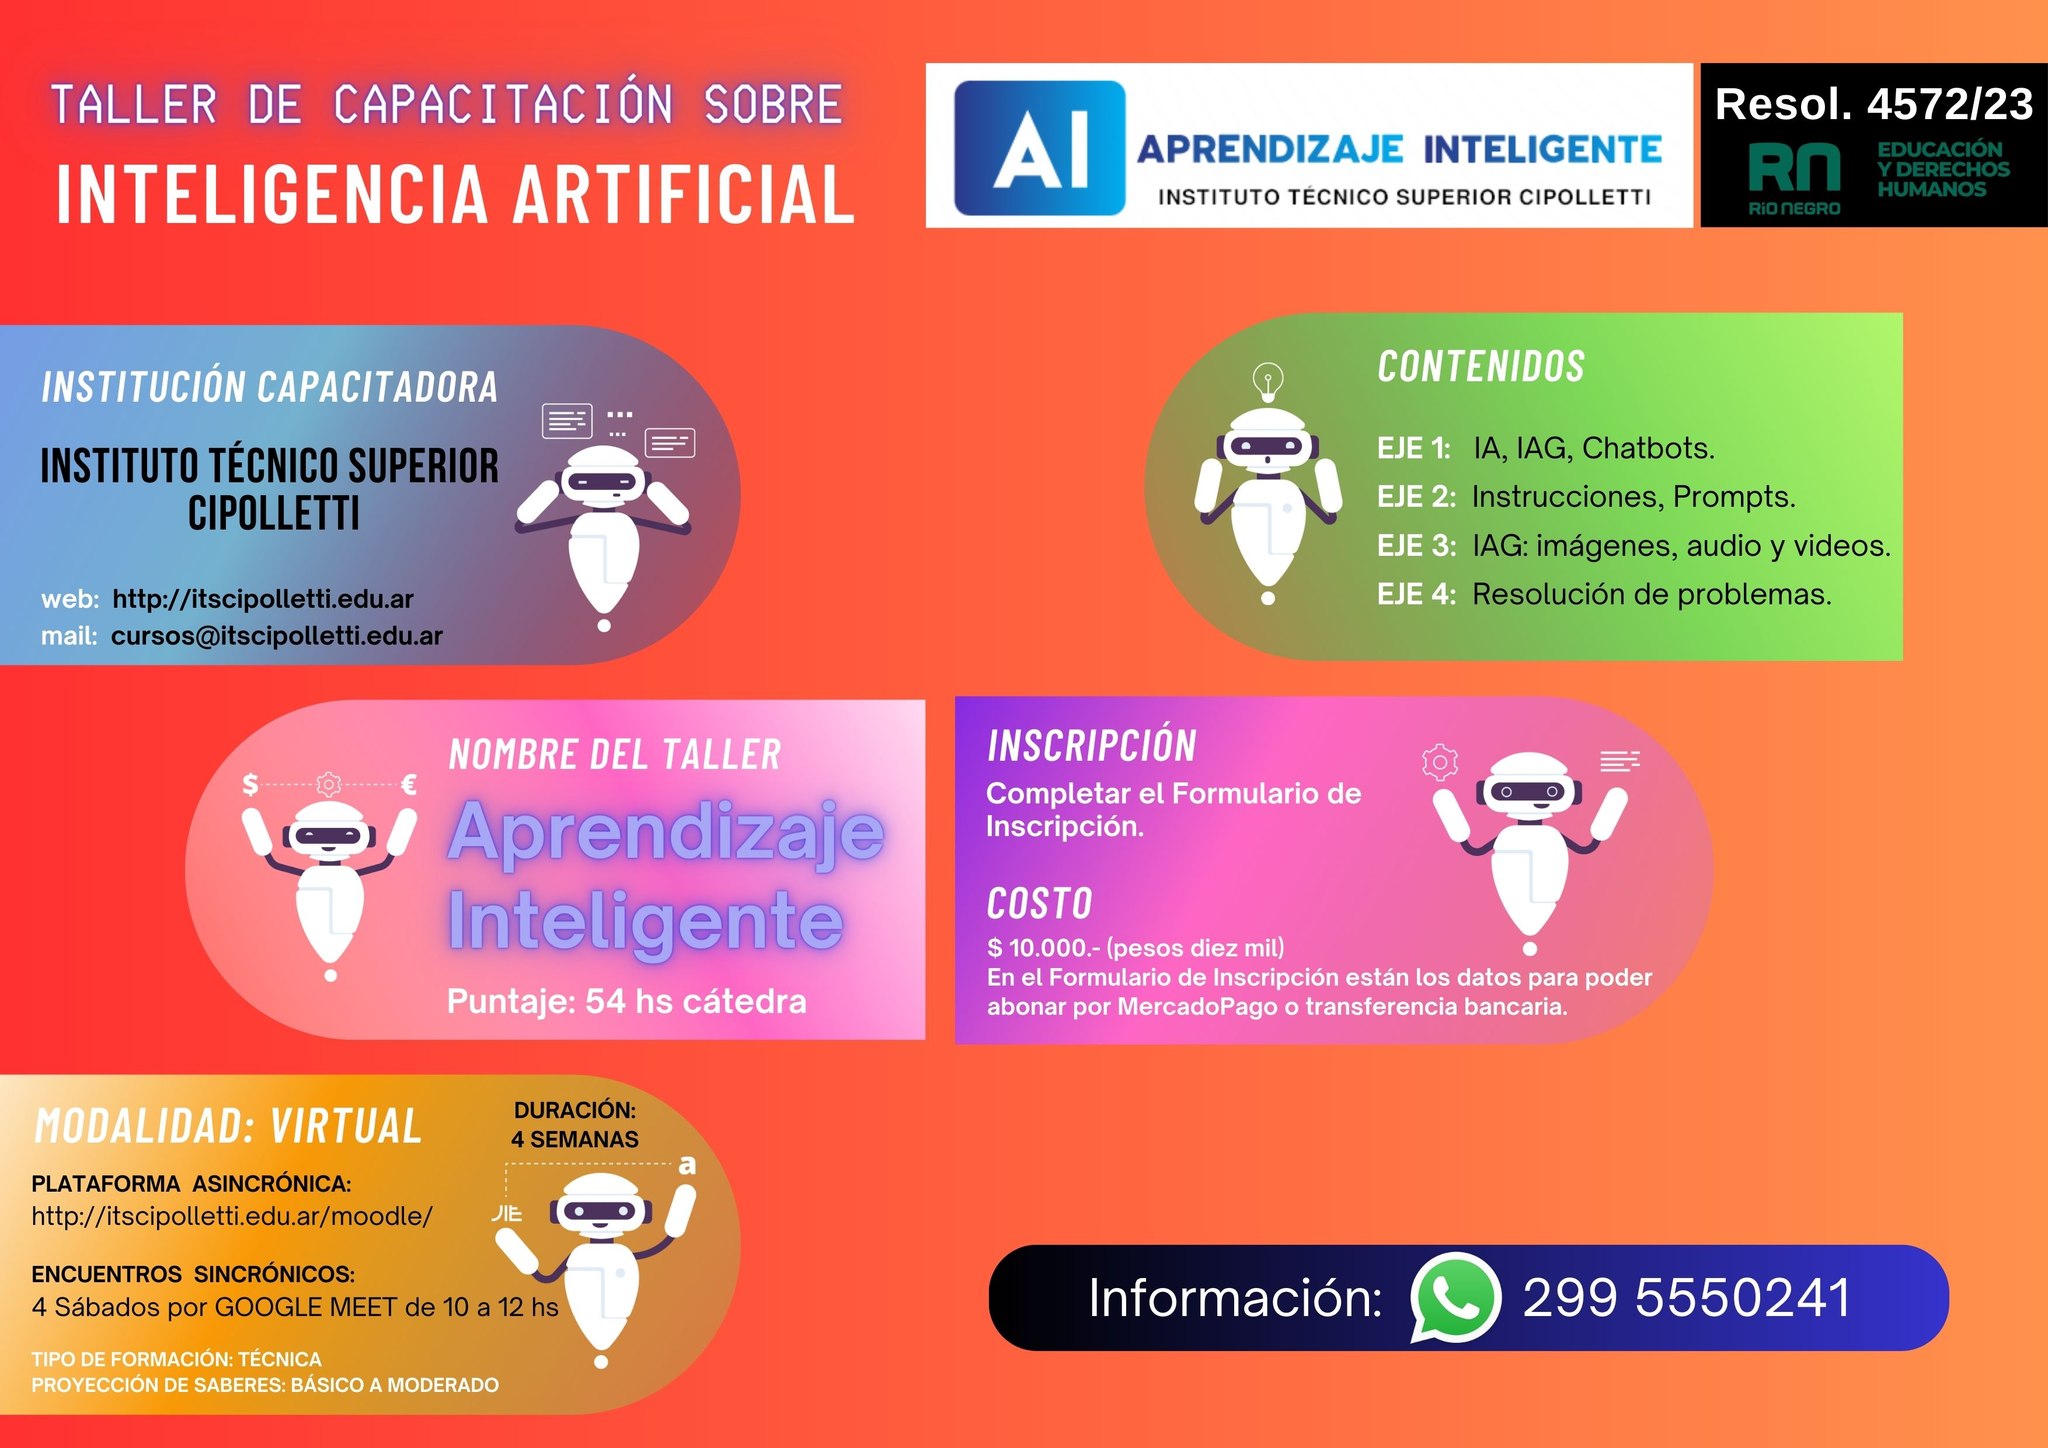 TALLER DE CAPACITACIÓN SOBRE
INTELIGENCIA ARTIFICIAL
AI
APRENDIZAJE INTELIGENTE
INSTITUTO TÉCNICO SUPERIOR CIPOLLETTI
Resol. 4572/23
RN
RÍO NEGRO
EDUCACIÓN
Y DERECHOS
HUMANOS
INSTITUCIÓN CAPACITADORA
INSTITUTO TÉCNICO SUPERIOR
CIPOLLETTI
web: http://itscipolletti.edu.ar
mail: cursos@itscipolletti.edu.ar
CONTENIDOS
EJE 1: IA, IAG, Chatbots.
EJE 2: Instrucciones, Prompts.
EJE 3: IAG: imágenes, audio y videos.
EJE 4: Resolución de problemas.
$ €
NOMBRE DEL TALLER
Aprendizaje
Inteligente
Puntaje: 54 hs cátedra
INSCRIPCIÓN
Completar el Formulario de
Inscripción.
COSTO
$ 10.000.- (pesos diez mil)
En el Formulario de Inscripción están los datos para poder
abonar por MercadoPago o transferencia bancaria.
MODALIDAD: VIRTUAL
DURACIÓN:
4 SEMANAS
a
PLATAFORMA ASINCRÓNICA:
http://itscipolletti.edu.ar/moodle/
ENCUENTROS SINCRÓNICOS:
4 Sábados por GOOGLE MEET de 10 a 12 hs
TIPO DE FORMACIÓN: TÉCNICA
PROYECCIÓN DE SABERES: BÁSICO A MODERADO
Información: 299 5550241